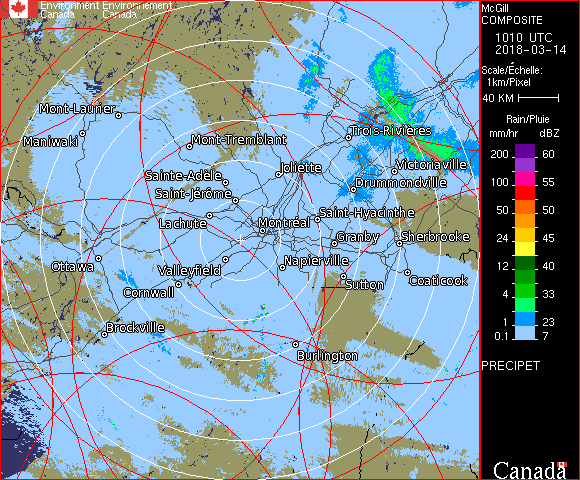 Environment Environnement
Canada Canada
McGill
COMPOSITE
1010 UTC
2018-03-14
Scale/Échelle:
1km/Pixel
40 KM
Rain/Pluie
mm/hr dBZ
200 60
100 55
50 50
24 45
12 40
4 33
1 23
0.1 7
PRECIPET
Canada
Mont-Laurier
Maniwaki
Mont-Tremblant
Trois-Rivières
Joliette
Victoriaville
Sainte-Adèle
Drummondville
Saint-Jérôme
Saint-Hyacinthe
Lachute
Montréal
Granby
Sherbrooke
Ottawa
Valleyfield
Napierville
Coaticook
Cornwall
Sutton
Brockville
Burlington